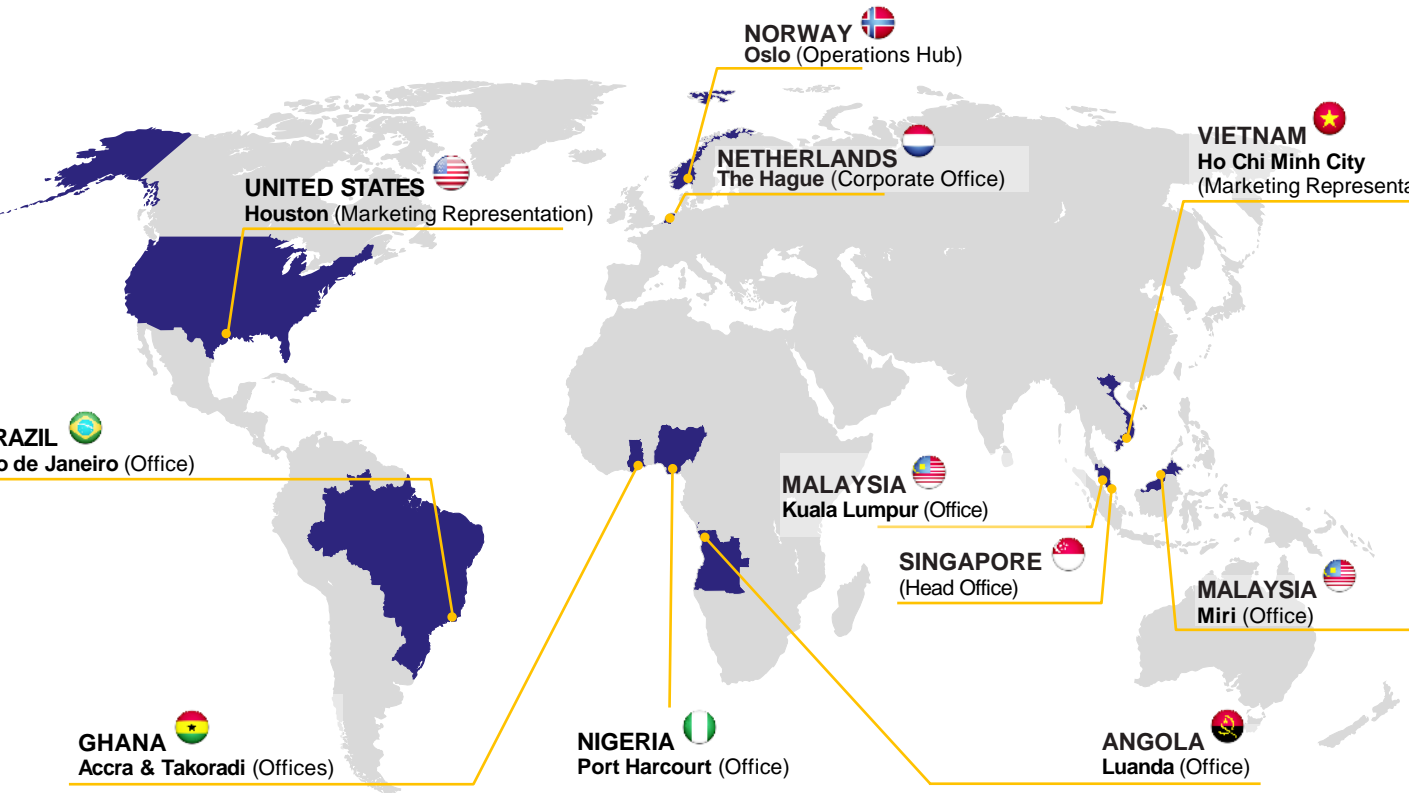 NORWAY
Oslo (Operations Hub)
NETHERLANDS
The Hague (Corporate Office)
VIETNAM
Ho Chi Minh City
(Marketing Representa
UNITED STATES
Houston (Marketing Representation)
RAZIL
o de Janeiro (Office)
MALAYSIA
Kuala Lumpur (Office)
SINGAPORE
(Head Office)
MALAYSIA
Miri (Office)
GHANA
Accra & Takoradi (Offices)
NIGERIA
Port Harcourt (Office)
ANGOLA
Luanda (Office)